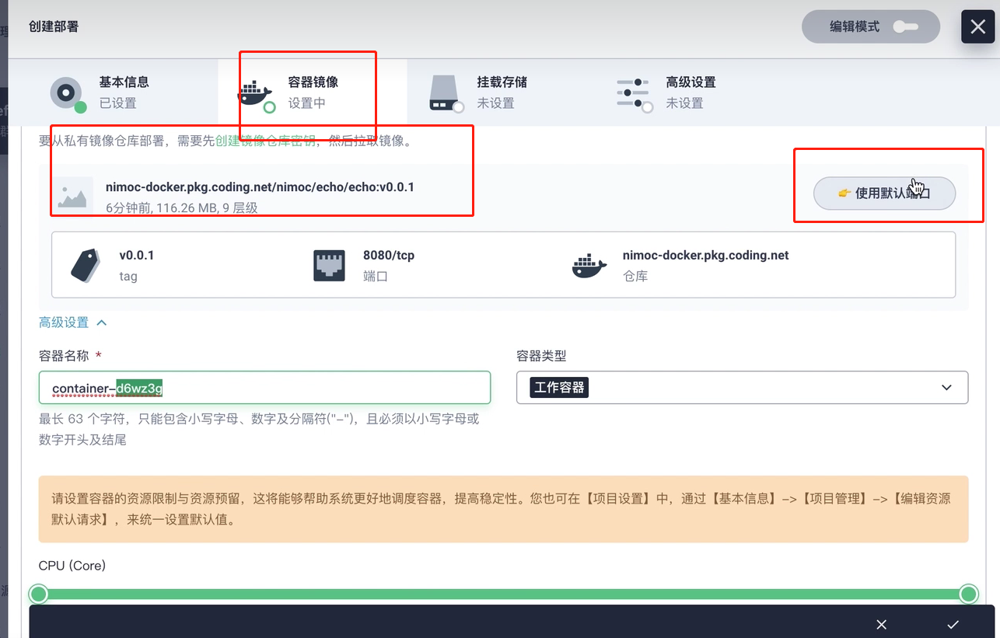 创建部署
编辑模式
基本信息
已设置
容器镜像
设置中
挂载存储
未设置
高级设置
未设置
要从私有镜像仓库部署，需要先创建镜像仓库密钥，然后拉取镜像。
nimoc-docker.pkg.coding.net/nimoc/echo/echo:v0.0.1
6分钟前, 116.26 MB, 9 层级
👉 使用默认端口
v0.0.1
tag
8080/tcp
端口
nimoc-docker.pkg.coding.net
仓库
高级设置
容器名称 *
容器类型
container-d6wz3g
工作容器
最长 63 个字符，只能包含小写字母、数字及分隔符("-")，且必须以小写字母或
数字开头及结尾
请设置容器的资源限制与资源预留，这将能够帮助系统更好地调度容器，提高稳定性。您也可在【项目设置】中，通过【基本信息】->【项目管理】->【编辑资源
默认请求】，来统一设置默认值。
CPU (Core)